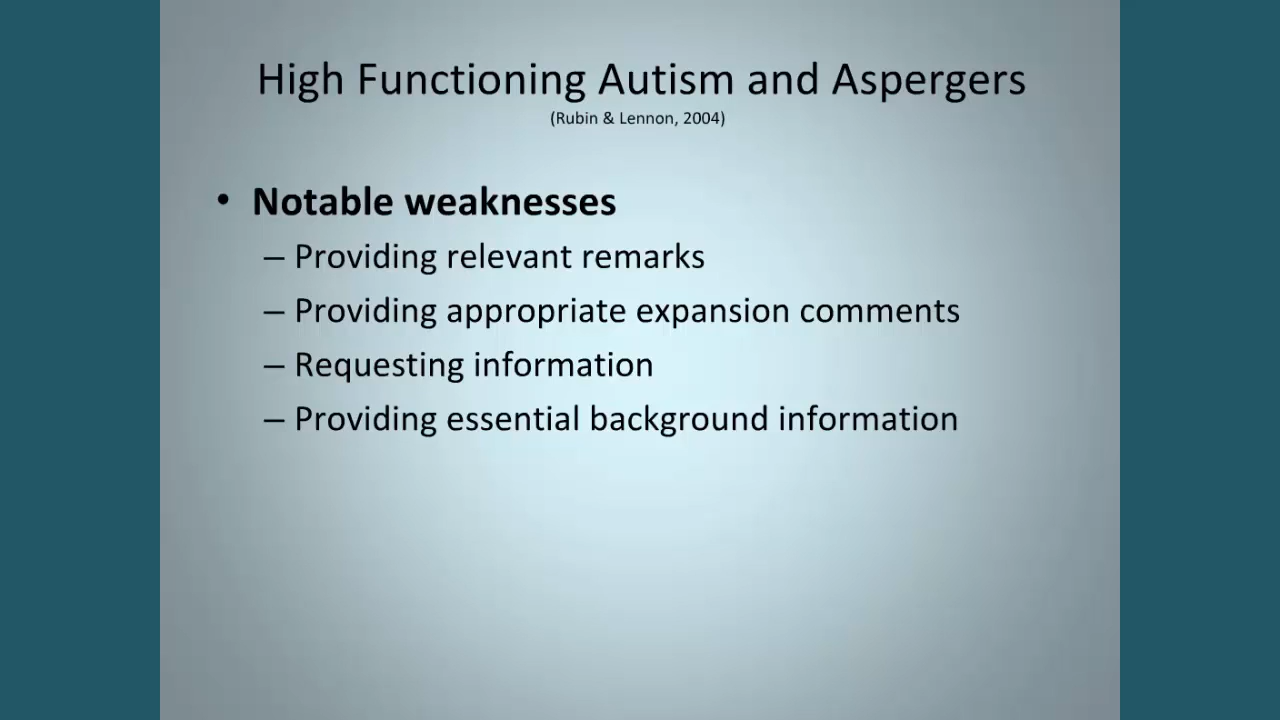 High Functioning Autism and Aspergers
(Rubin & Lennon, 2004)
• Notable weaknesses
– Providing relevant remarks
– Providing appropriate expansion comments
– Requesting information
– Providing essential background information